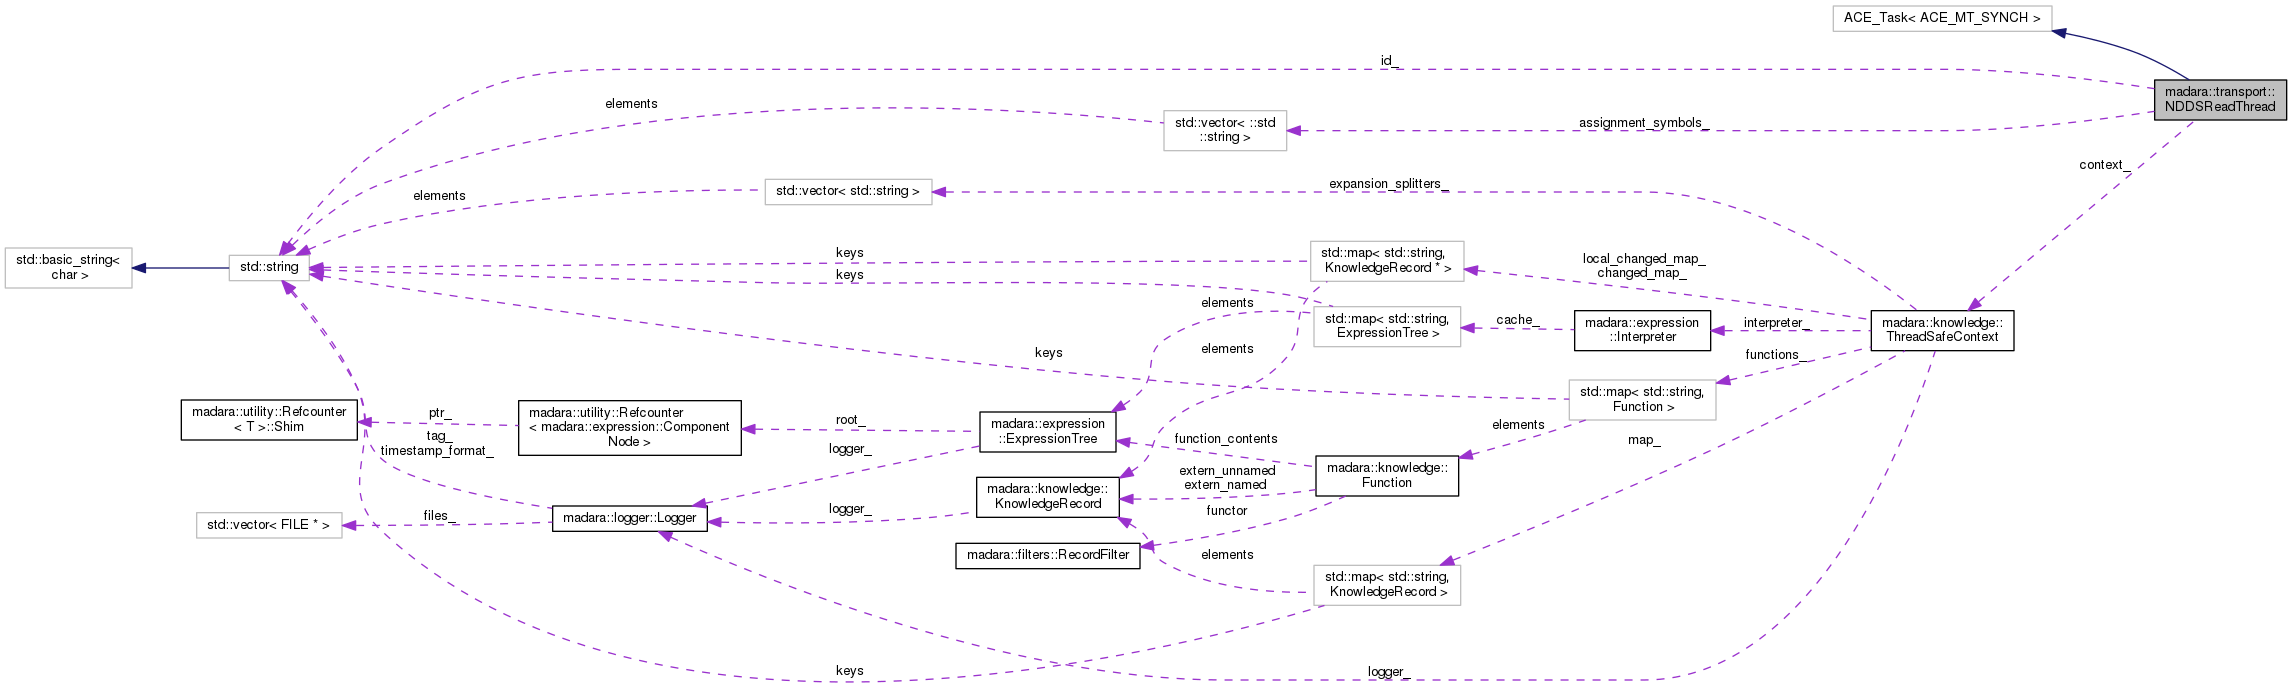 ACE_Task< ACE_MT_SYNCH >
id_
madara::transport::
NDDSReadThread
elements
std::vector< ::std
::string >
assignment_symbols_
context_
std::vector< std::string >
expansion_splitters_
elements
std::basic_string<
char >
std::string
keys
keys
std::map< std::string,
KnowledgeRecord * >
local_changed_map_
changed_map_
elements
std::map< std::string,
ExpressionTree >
cache_
madara::expression
::Interpreter
interpreter_
madara::knowledge::
ThreadSafeContext
elements
keys
functions_
std::map< std::string,
Function >
madara::utility::Refcounter
< T >::Shim
ptr_
madara::utility::Refcounter
< madara::expression::Component
Node >
root_
madara::expression
::ExpressionTree
function_contents
elements
map_
tag_
timestamp_format_
logger_
extern_unnamed
extern_named
madara::knowledge::
Function
madara::knowledge::
KnowledgeRecord
logger_
functor
std::vector< FILE * >
files_
madara::logger::Logger
madara::filters::RecordFilter
elements
std::map< std::string,
KnowledgeRecord >
keys
logger_